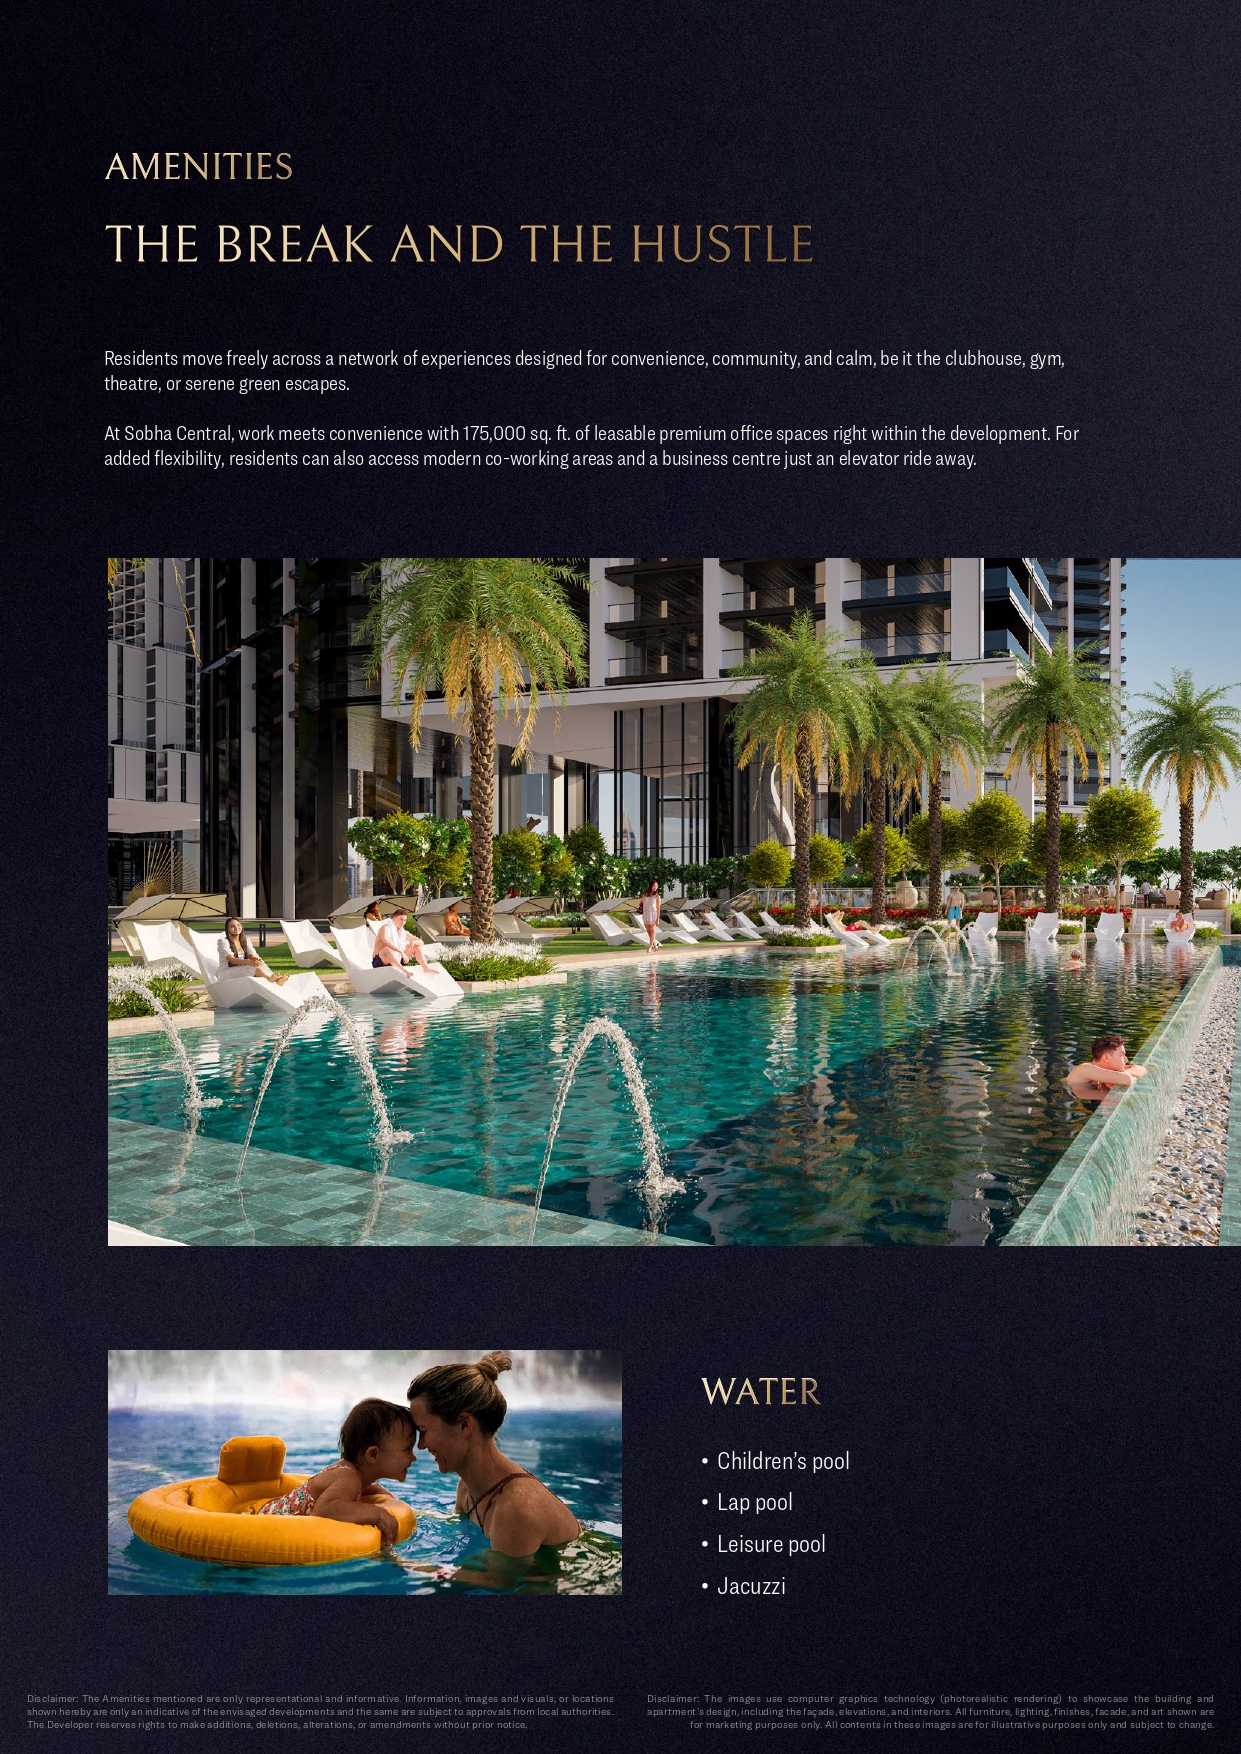 AMENITIES
THE BREAK AND THE HUSTLE
Residents move freely across a network of experiences designed for convenience, community, and calm, be it the clubhouse, gym,
theatre, or serene green escapes.
At Sobha Central, work meets convenience with 175,000 sq. ft. of leasable premium office spaces right within the development. For
added flexibility, residents can also access modern co-working areas and a business centre just an elevator ride away.
WATER
• Children's pool
• Lap pool
• Leisure pool
• Jacuzzi
Disclaimer: The Amenities mentioned are only representational and informative. Information, images and visuals, or locations
shown hereby are only an indicative of the envisaged developments and the same are subject to approvals from local authorities.
The Developer reserves rights to make additions, deletions, alterations, or amendments without prior notice.
Disclaimer: The images use computer graphics technology (photorealistic rendering) to showcase the building and
apartment's design, including the façade, elevations, and interiors. All furniture, lighting, finishes, facade, and art shown are
for marketing purposes only. All contents in these images are for illustrative purposes only and subject to change.